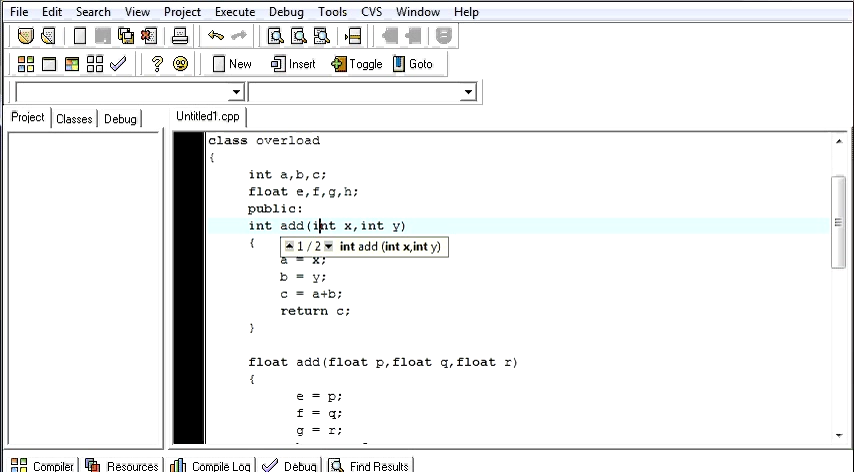 File Edit Search View Project Execute Debug Tools CVS Window Help
New Insert Toggle Goto
Project Classes Debug Untitled1.cpp
class overload
{
int a,b,c;
float e,f,g,h;
public:
int add(int x,int y)
{
1 / 2 int add (int x,int y)
a = x;
b = y;
c = a+b;
return c;
}
float add(float p,float q,float r)
{
e = p;
f = q;
g = r;
Compiler Resources Compile Log Debug Find Results